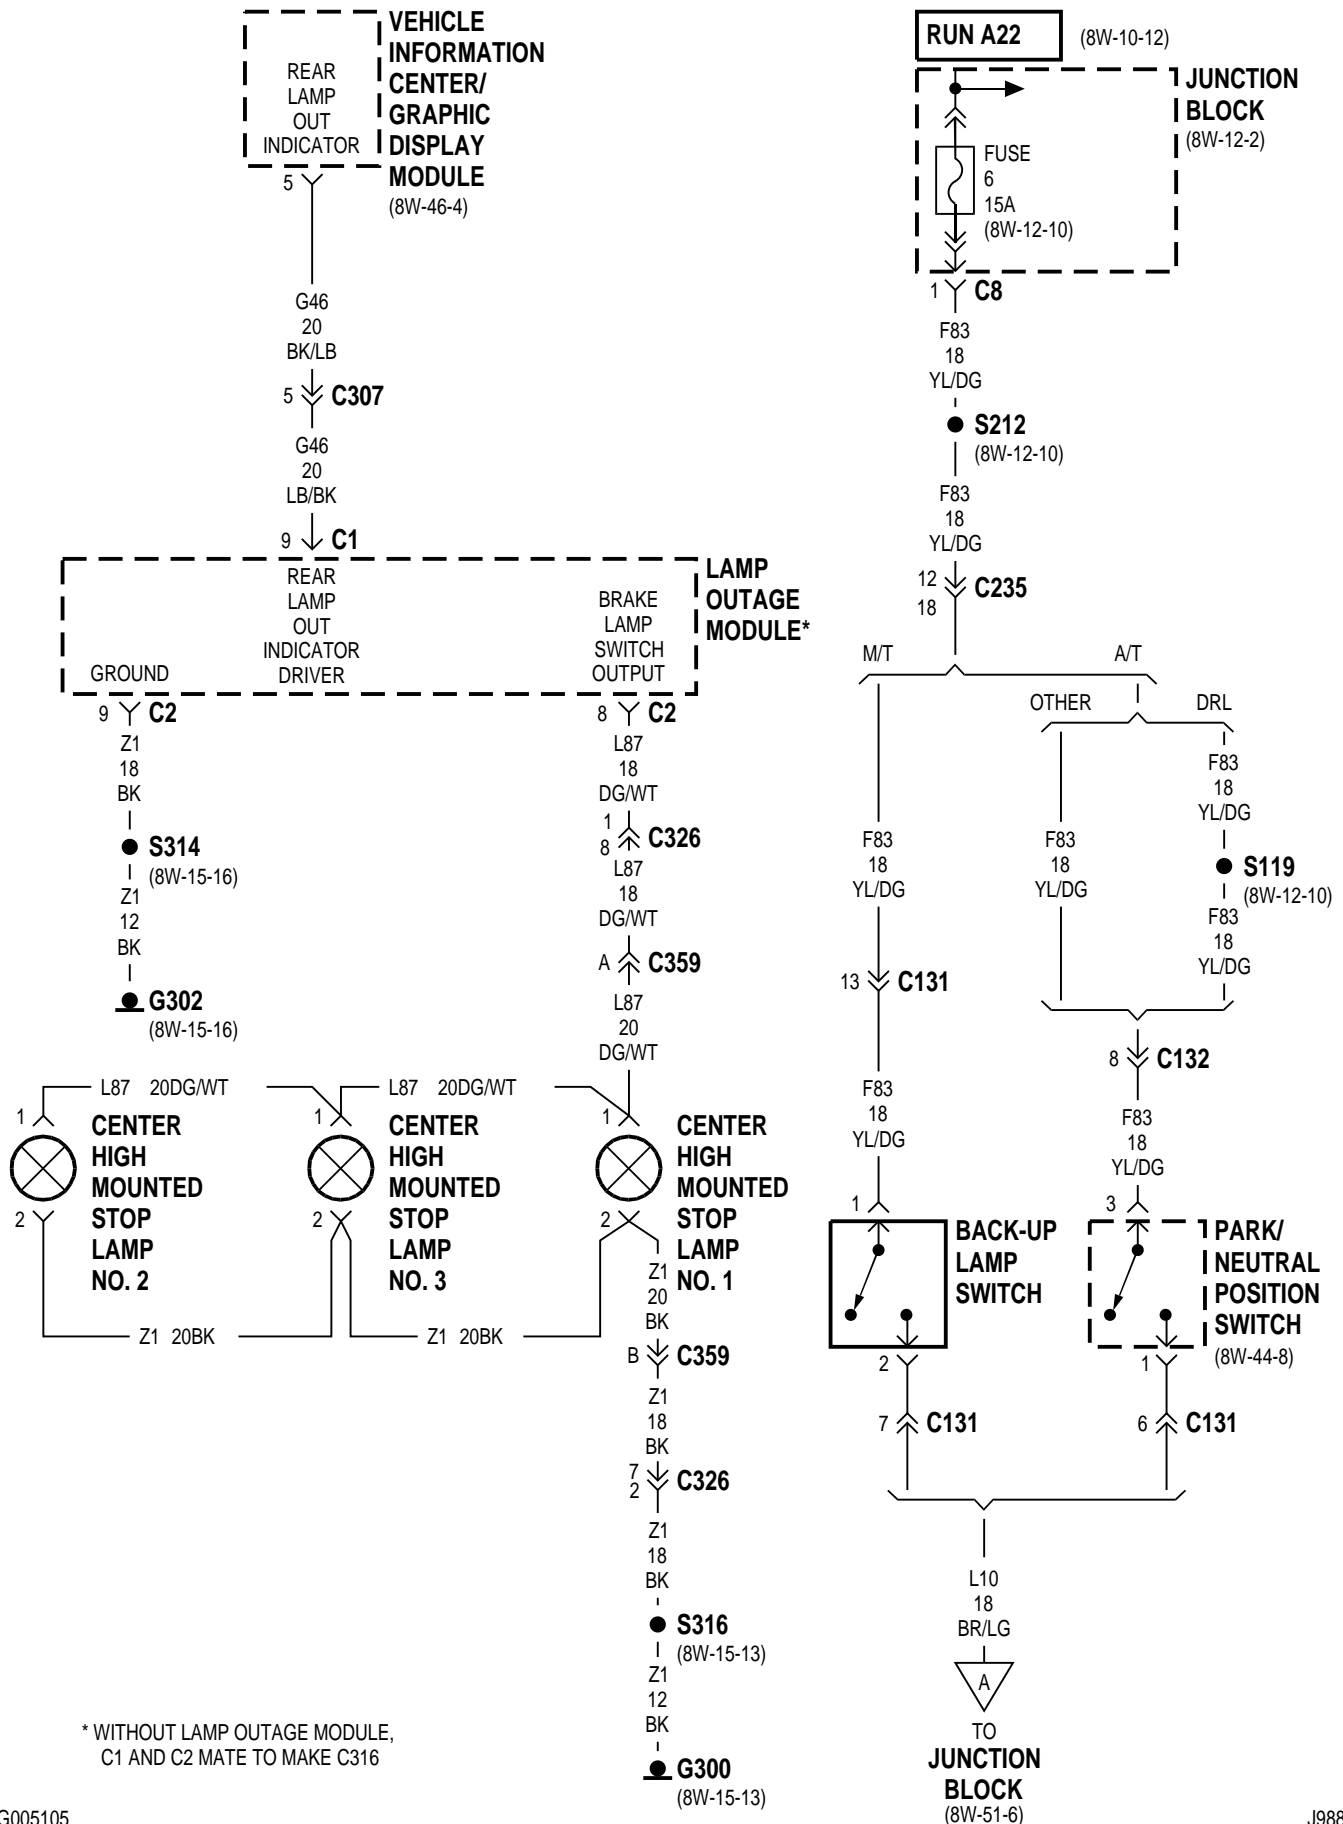 VEHICLE
INFORMATION
CENTER/
GRAPHIC
DISPLAY
MODULE
(8W-46-4)
REAR
LAMP
OUT
INDICATOR
5
G46
20
BK/LB
5
C307
G46
20
LB/BK
9
C1
LAMP
OUTAGE
MODULE*
REAR
LAMP
OUT
INDICATOR
DRIVER
BRAKE
LAMP
SWITCH
OUTPUT
GROUND
9
C2
Z1
18
BK
S314
(8W-15-16)
Z1
12
BK
G302
(8W-15-16)
8
C2
L87
18
DG/WT
1
8
C326
L87
18
DG/WT
A
C359
L87
20
DG/WT
L87 20DG/WT
L87 20DG/WT
1
CENTER
HIGH
MOUNTED
STOP
LAMP
NO. 2
2
1
CENTER
HIGH
MOUNTED
STOP
LAMP
NO. 3
2
1
CENTER
HIGH
MOUNTED
STOP
LAMP
NO. 1
2
Z1 20BK
Z1 20BK
Z1
20
BK
B
C359
Z1
18
BK
7
2
C326
Z1
18
BK
S316
(8W-15-13)
Z1
12
BK
G300
(8W-15-13)
* WITHOUT LAMP OUTAGE MODULE,
C1 AND C2 MATE TO MAKE C316
RUN A22
(8W-10-12)
JUNCTION
BLOCK
(8W-12-2)
FUSE
6
15A
(8W-12-10)
1
C8
F83
18
YL/DG
S212
(8W-12-10)
F83
18
YL/DG
12
18
C235
M/T
A/T
OTHER
DRL
F83
18
YL/DG
S119
(8W-12-10)
F83
18
YL/DG
F83
18
YL/DG
F83
18
YL/DG
13
C131
8
C132
F83
18
YL/DG
F83
18
YL/DG
1
BACK-UP
LAMP
SWITCH
2
3
PARK/
NEUTRAL
POSITION
SWITCH
(8W-44-8)
1
7
C131
6
C131
L10
18
BR/LG
A
TO
JUNCTION
BLOCK
(8W-51-6)
G005105
J988